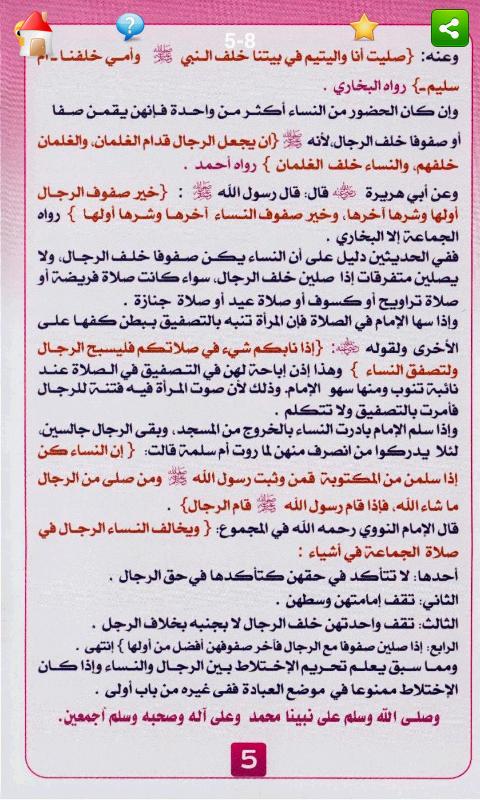 5-8
وعنه: {صليت أنا واليتيم في بيتنا خلف النبي ﷺ وأمي خلفنا ـ أم
سليم ـ} رواه البخاري .
وإن كان الحضور من النساء أكثر من واحدة فإنهن يقمن صفا
أو صفوفا خلف الرجال،لأنه ﷺ {ان يجعل الرجال قدام الغلمان، والغلمان
خلفهم، والنساء خلف الغلمان } رواه أحمد .
وعن أبي هريرة قال: قال رسول الله ﷺ : {خير صفوف الرجال
أولها وشرها آخرها، وخير صفوف النساء آخرها وشرها أولها } رواه
الجماعة إلا البخاري .
ففي الحديثين دليل على أن النساء يكن صفوفا خلف الرجال، ولا
يصلين متفرقات إذا صلين خلف الرجال، سواء كانت صلاة فريضة أو
صلاة تراويح أو كسوف أو صلاة عيد أو صلاة جنازة .
وإذا سها الإمام في الصلاة فإن المرأة تنبه بالتصفيق ببطن كفها على
الأخرى ولقوله ﷺ: {إذا نابكم شيء في صلاتكم فليسبح الرجال
ولتصفق النساء } وهذا إذن إباحة لهن في التصفيق في الصلاة عند
نائبة تنوب ومنها سهو الإمام. وذلك لأن صوت المرأة فيه فتنة للرجال
فأمرت بالتصفيق ولا تتكلم .
وإذا سلم الإمام بادرت النساء بالخروج من المسجد، وبقى الرجال جالسين،
لئلا يدركوا من انصرف منهن لما روت أم سلمة قالت: { إن النساء كن
إذا سلمن من المكتوبة قمن وثبت رسول الله ﷺ ومن صلى من الرجال
ما شاء الله، فإذا قام رسول الله ﷺ قام الرجال} .
قال الإمام النووي رحمه الله في المجموع: { ويخالف النساء الرجال في
صلاة الجماعة في أشياء :
أحدها: لا تتأكد في حقهن كتأكدها في حق الرجال .
الثاني: تقف إمامتهن وسطهن .
الثالث: تقف واحدتهن خلف الرجال لا بجنبه بخلاف الرجل .
الرابع: إذا صلين صفوفا مع الرجال فآخر صفوفهن أفضل من أولها } إنتهى .
ومما سبق يعلم تحريم الإختلاط بين الرجال والنساء وإذا كان
الإختلاط ممنوعا في موضع العبادة ففى غيره من باب أولى .
وصلى الله وسلم على نبينا محمد وعلى آله وصحبه وسلم أجمعين.
5